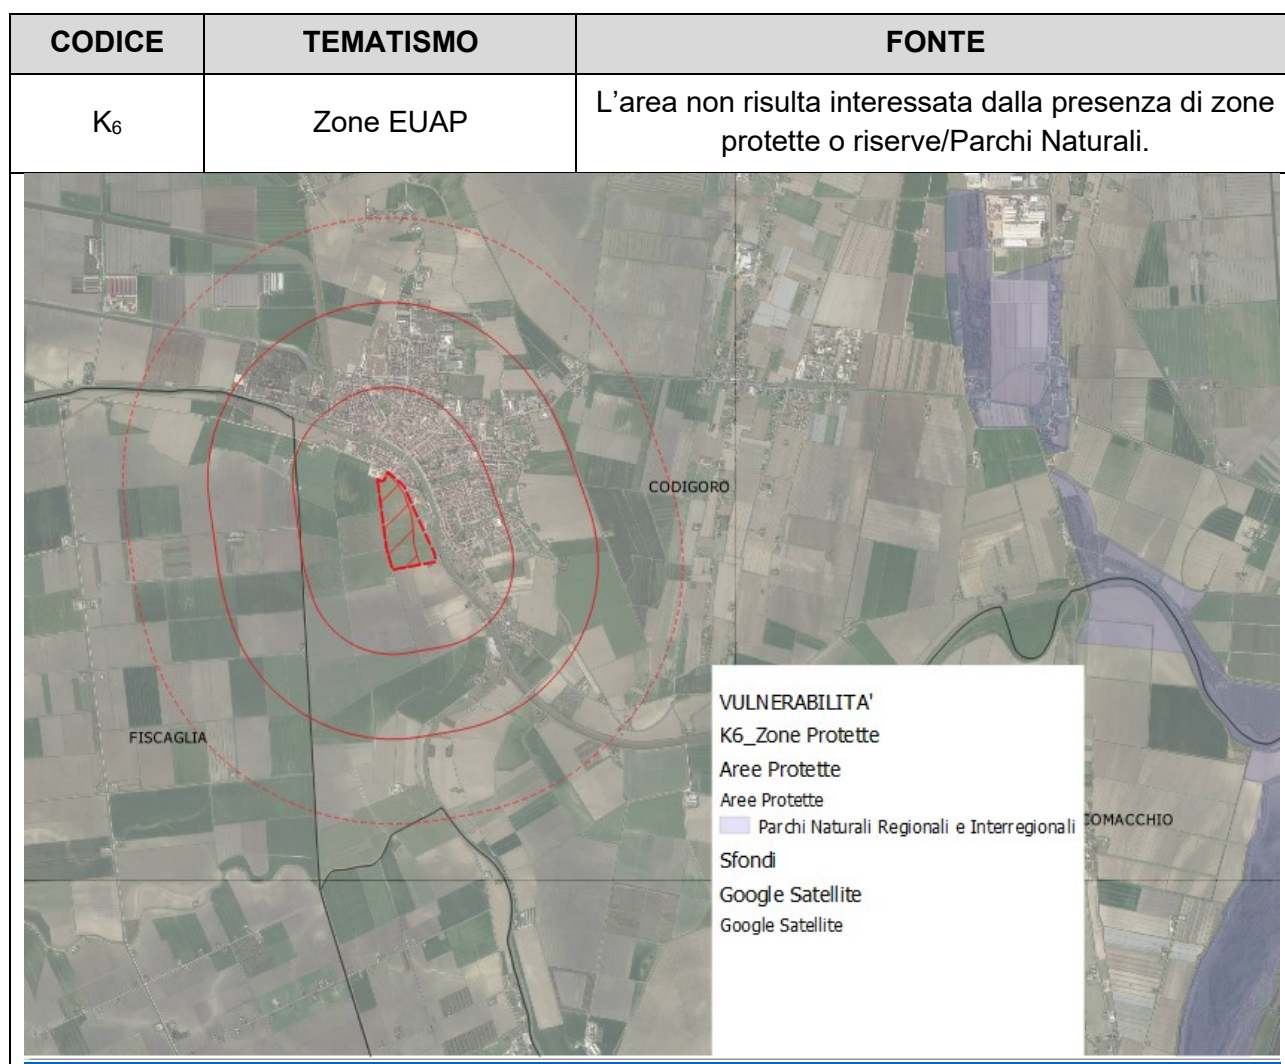 CODICE TEMATISMO FONTE
K₆ Zone EUAP L’area non risulta interessata dalla presenza di zone
protette o riserve/Parchi Naturali.
CODIGORO
FISCAGLIA
VULNERABILITA'
K6_Zone Protette
Aree Protette
Aree Protette
Parchi Naturali Regionali e Interregionali
COMACCHIO
Sfondi
Google Satellite
Google Satellite